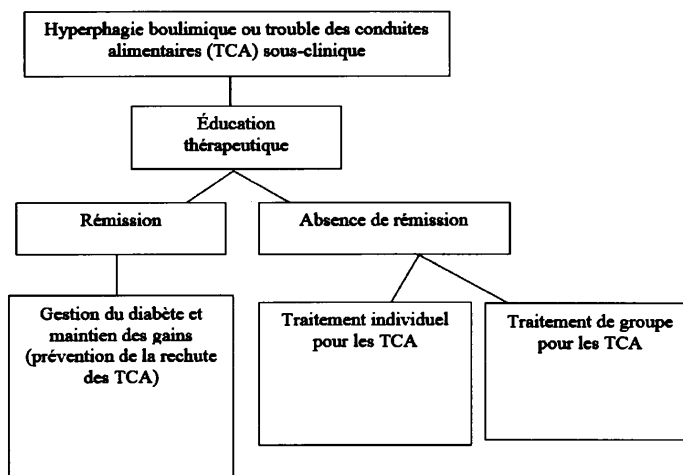 Hyperphagie boulimique ou trouble des conduites
alimentaires (TCA) sous-clinique
Éducation
thérapeutique
Rémission
Absence de rémission
Gestion du diabète et
maintien des gains
(prévention de la rechute
des TCA)
Traitement individuel
pour les TCA
Traitement de groupe
pour les TCA